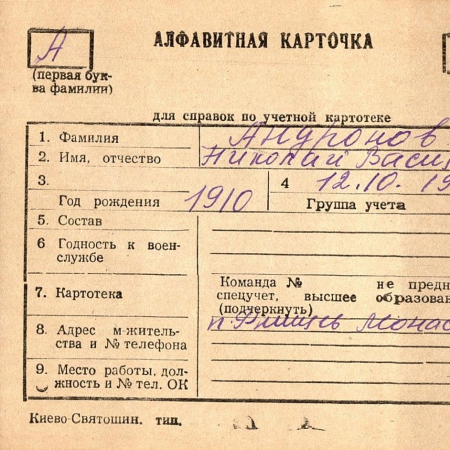 А
АЛФАВИТНАЯ КАРТОЧКА
(первая бук-
ва фамилии)
для справок по учетной картотеке
1. Фамилия Андронов
2. Имя, отчество Николай Васи
3. 4 12.10.19
Год рождения 1910 Группа учета
5. Состав
6 Годность к воен-
службе
Команда № не предн
7. Картотека спецучет, высшее образова
(подчеркнуть)
8. Адрес м·жительства
ства и № телефона
9. Место работы, дол-
жность и № тел. ОК
Киево-Святошин. тип.